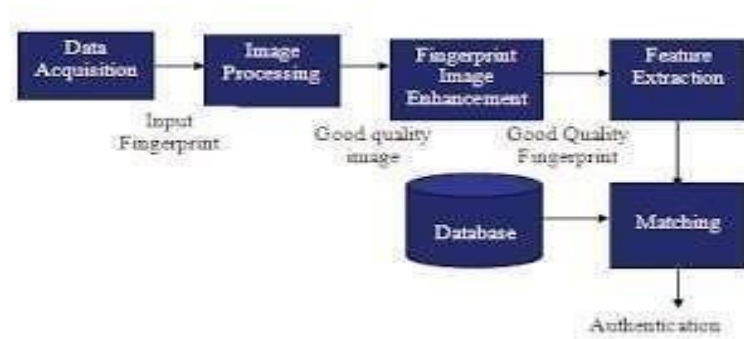 Data
Acquisition
Image
Processing
Fingerprint
Image
Enhancement
Feature
Extraction
Input
Fingerprint
Good quality
image
Good Quality
Fingerprint
Database
Matching
Authentication